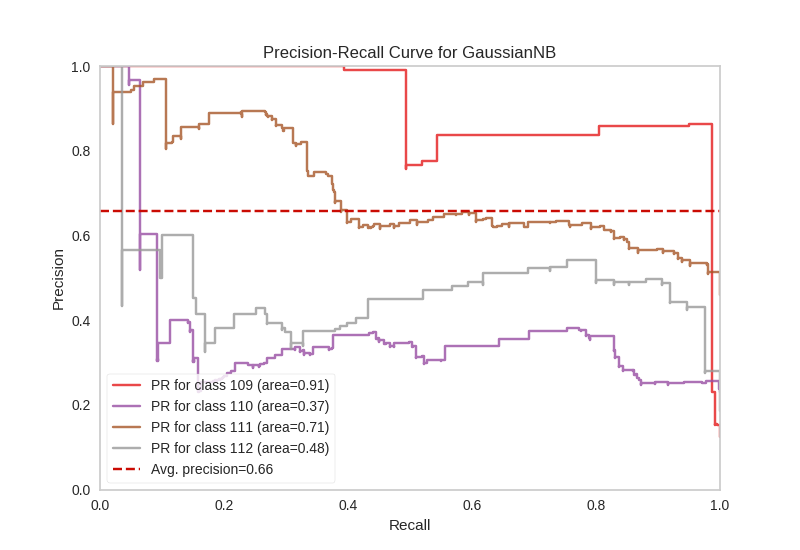 Precision-Recall Curve for GaussianNB
1.0
0.8
0.6
0.4
0.2
0.0
Precision
PR for class 109 (area=0.91)
PR for class 110 (area=0.37)
PR for class 111 (area=0.71)
PR for class 112 (area=0.48)
Avg. precision=0.66
0.0 0.2 0.4 0.6 0.8 1.0
Recall